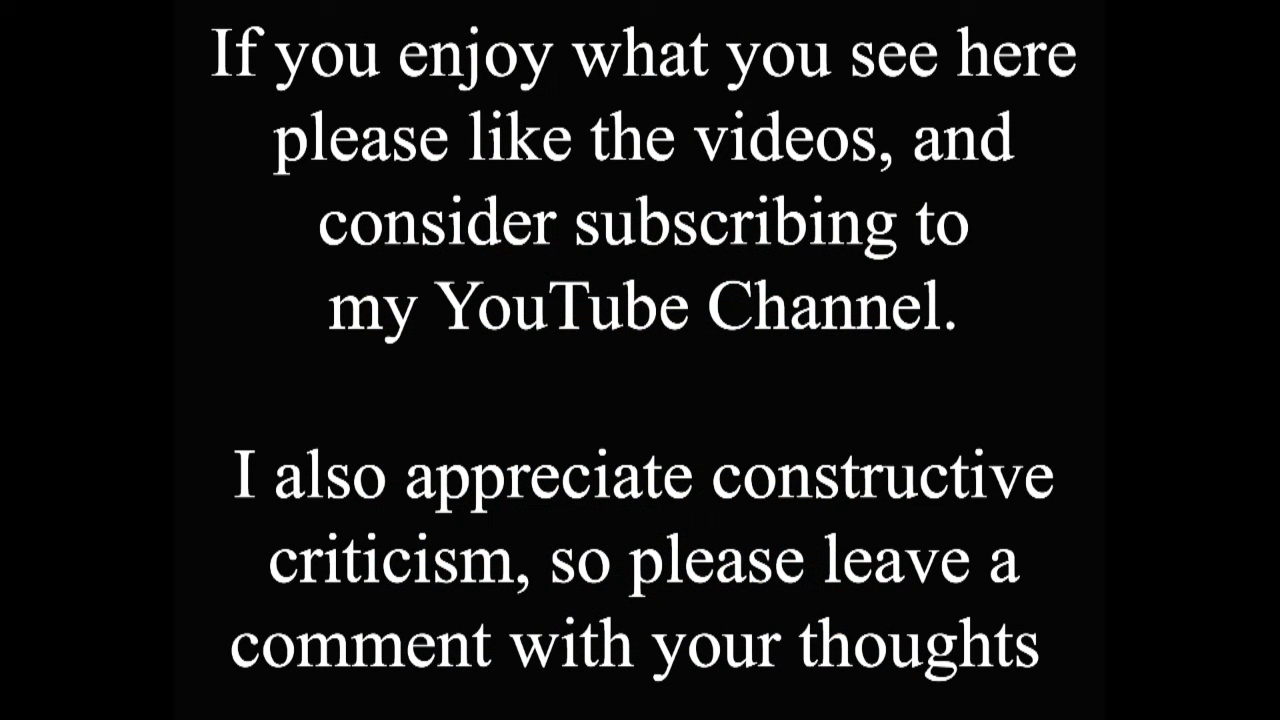 If you enjoy what you see here
please like the videos, and
consider subscribing to
my YouTube Channel.
I also appreciate constructive
criticism, so please leave a
comment with your thoughts